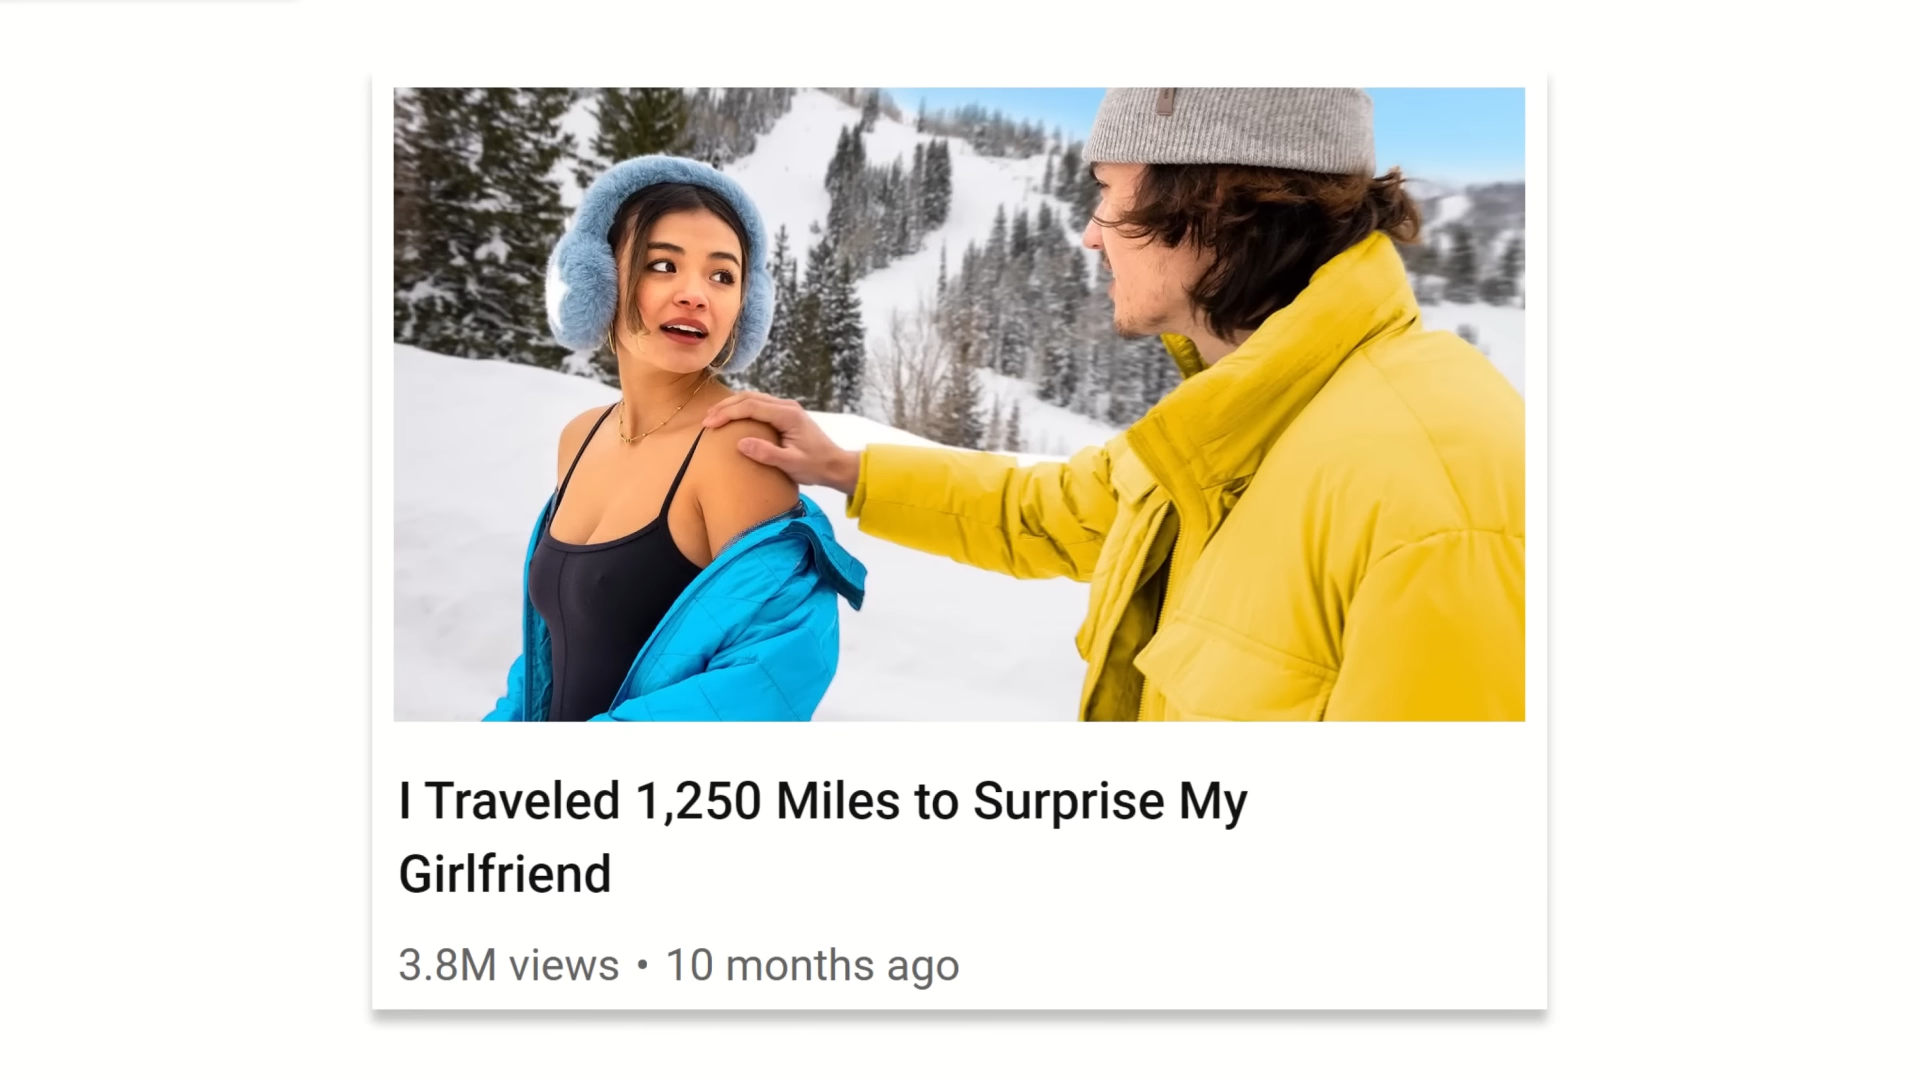 I Traveled 1,250 Miles to Surprise My
Girlfriend
3.8M views • 10 months ago